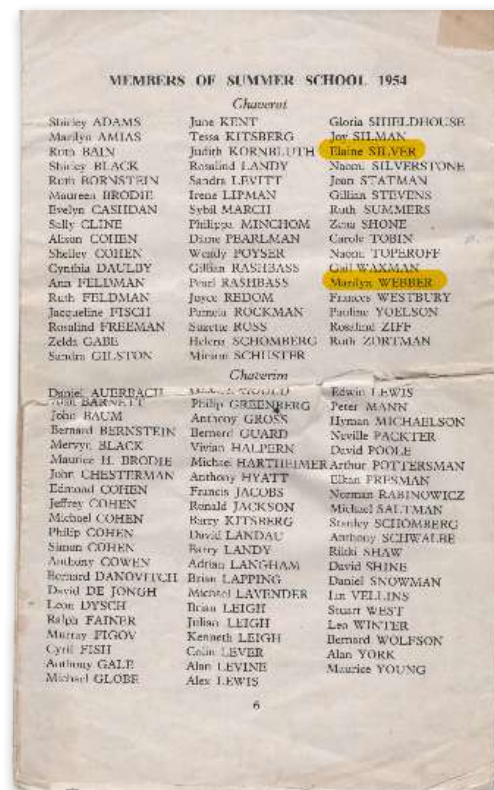 MEMBERS OF SUMMER SCHOOL 1954
Chaverot
Shirley ADAMS
Marilyn AMIAS
Ruth BAIN
Shirley BLACK
Ruth BORNSTEIN
Maureen BRODIE
Evelyn CASHDAN
Sally CLINE
Alison COHEN
Shelley COHEN
Cynthia DAULBY
Ann FELDMAN
Ruth FELDMAN
Jacqueline FISCH
Rosalind FREEMAN
Zelda GABE
Sandra GILSTON
June KENT
Tessa KITSBERG
Judith KORNBLUTH
Rosalind LANDY
Sandra LEVITT
Irene LIPMAN
Sybil MARCH
Philippa MINCHOM
Diane PEARLMAN
Wendy POYSER
Gillian RASHBASS
Pearl RASHBASS
Joyce REDOM
Pamela ROCKMAN
Suzette ROSS
Helena SCHOMBERG
Miriam SCHUSTER
Gloria SHIELDHOUSE
Joy SILMAN
Elaine SILVER
Naomi SILVERSTONE
Joan STATMAN
Gillian STEVENS
Ruth SUMMERS
Zena SHONE
Carole TOBIN
Naomi TOPEROFF
Gail WAXMAN
Marilyn WEBBER
Frances WESTBURY
Pauline YOELSON
Rosalind ZIFF
Ruth ZORTMAN
Chaverim
Daniel AUERBACH
BARNETT
John BAUM
Bernard BERNSTEIN
Mervyn BLACK
Maurice H. BRODIE
John CHESTERMAN
Edmond COHEN
Jeffrey COHEN
Michael COHEN
Philip COHEN
Simon COHEN
Anthony COWEN
Bernard DANOVITCH
David DE JONGH
Leon DYSCH
Ralph FAINER
Murray FIGOV
Cyril FISH
Anthony GALE
Michael GLOBE
GOULD
Philip GREENBERG
Anthony GROSS
Bernard GUARD
Vivian HALPERN
Michael HARTHEIMER
Anthony HYATT
Francis JACOBS
Ronald JACKSON
Barry KITSBERG
David LANDAU
Barry LANDY
Adrian LANGHAM
Brian LAPPING
Michael LAVENDER
Brian LEIGH
Julian LEIGH
Kenneth LEIGH
Colin LEVER
Alan LEVINE
Alex LEWIS
Edwin LEWIS
Peter MANN
Hyman MICHAELSON
Neville PACKTER
David POOLE
Arthur POTTERSMAN
Elkan PRESMAN
Norman RABINOWICZ
Michael SALTMAN
Stanley SCHOMBERG
Anthony SCHWALBE
Rikki SHAW
David SHINE
Daniel SNOWMAN
Ian VELLINS
Stuart WEST
Leo WINTER
Bernard WOLFSON
Alan YORK
Maurice YOUNG
6